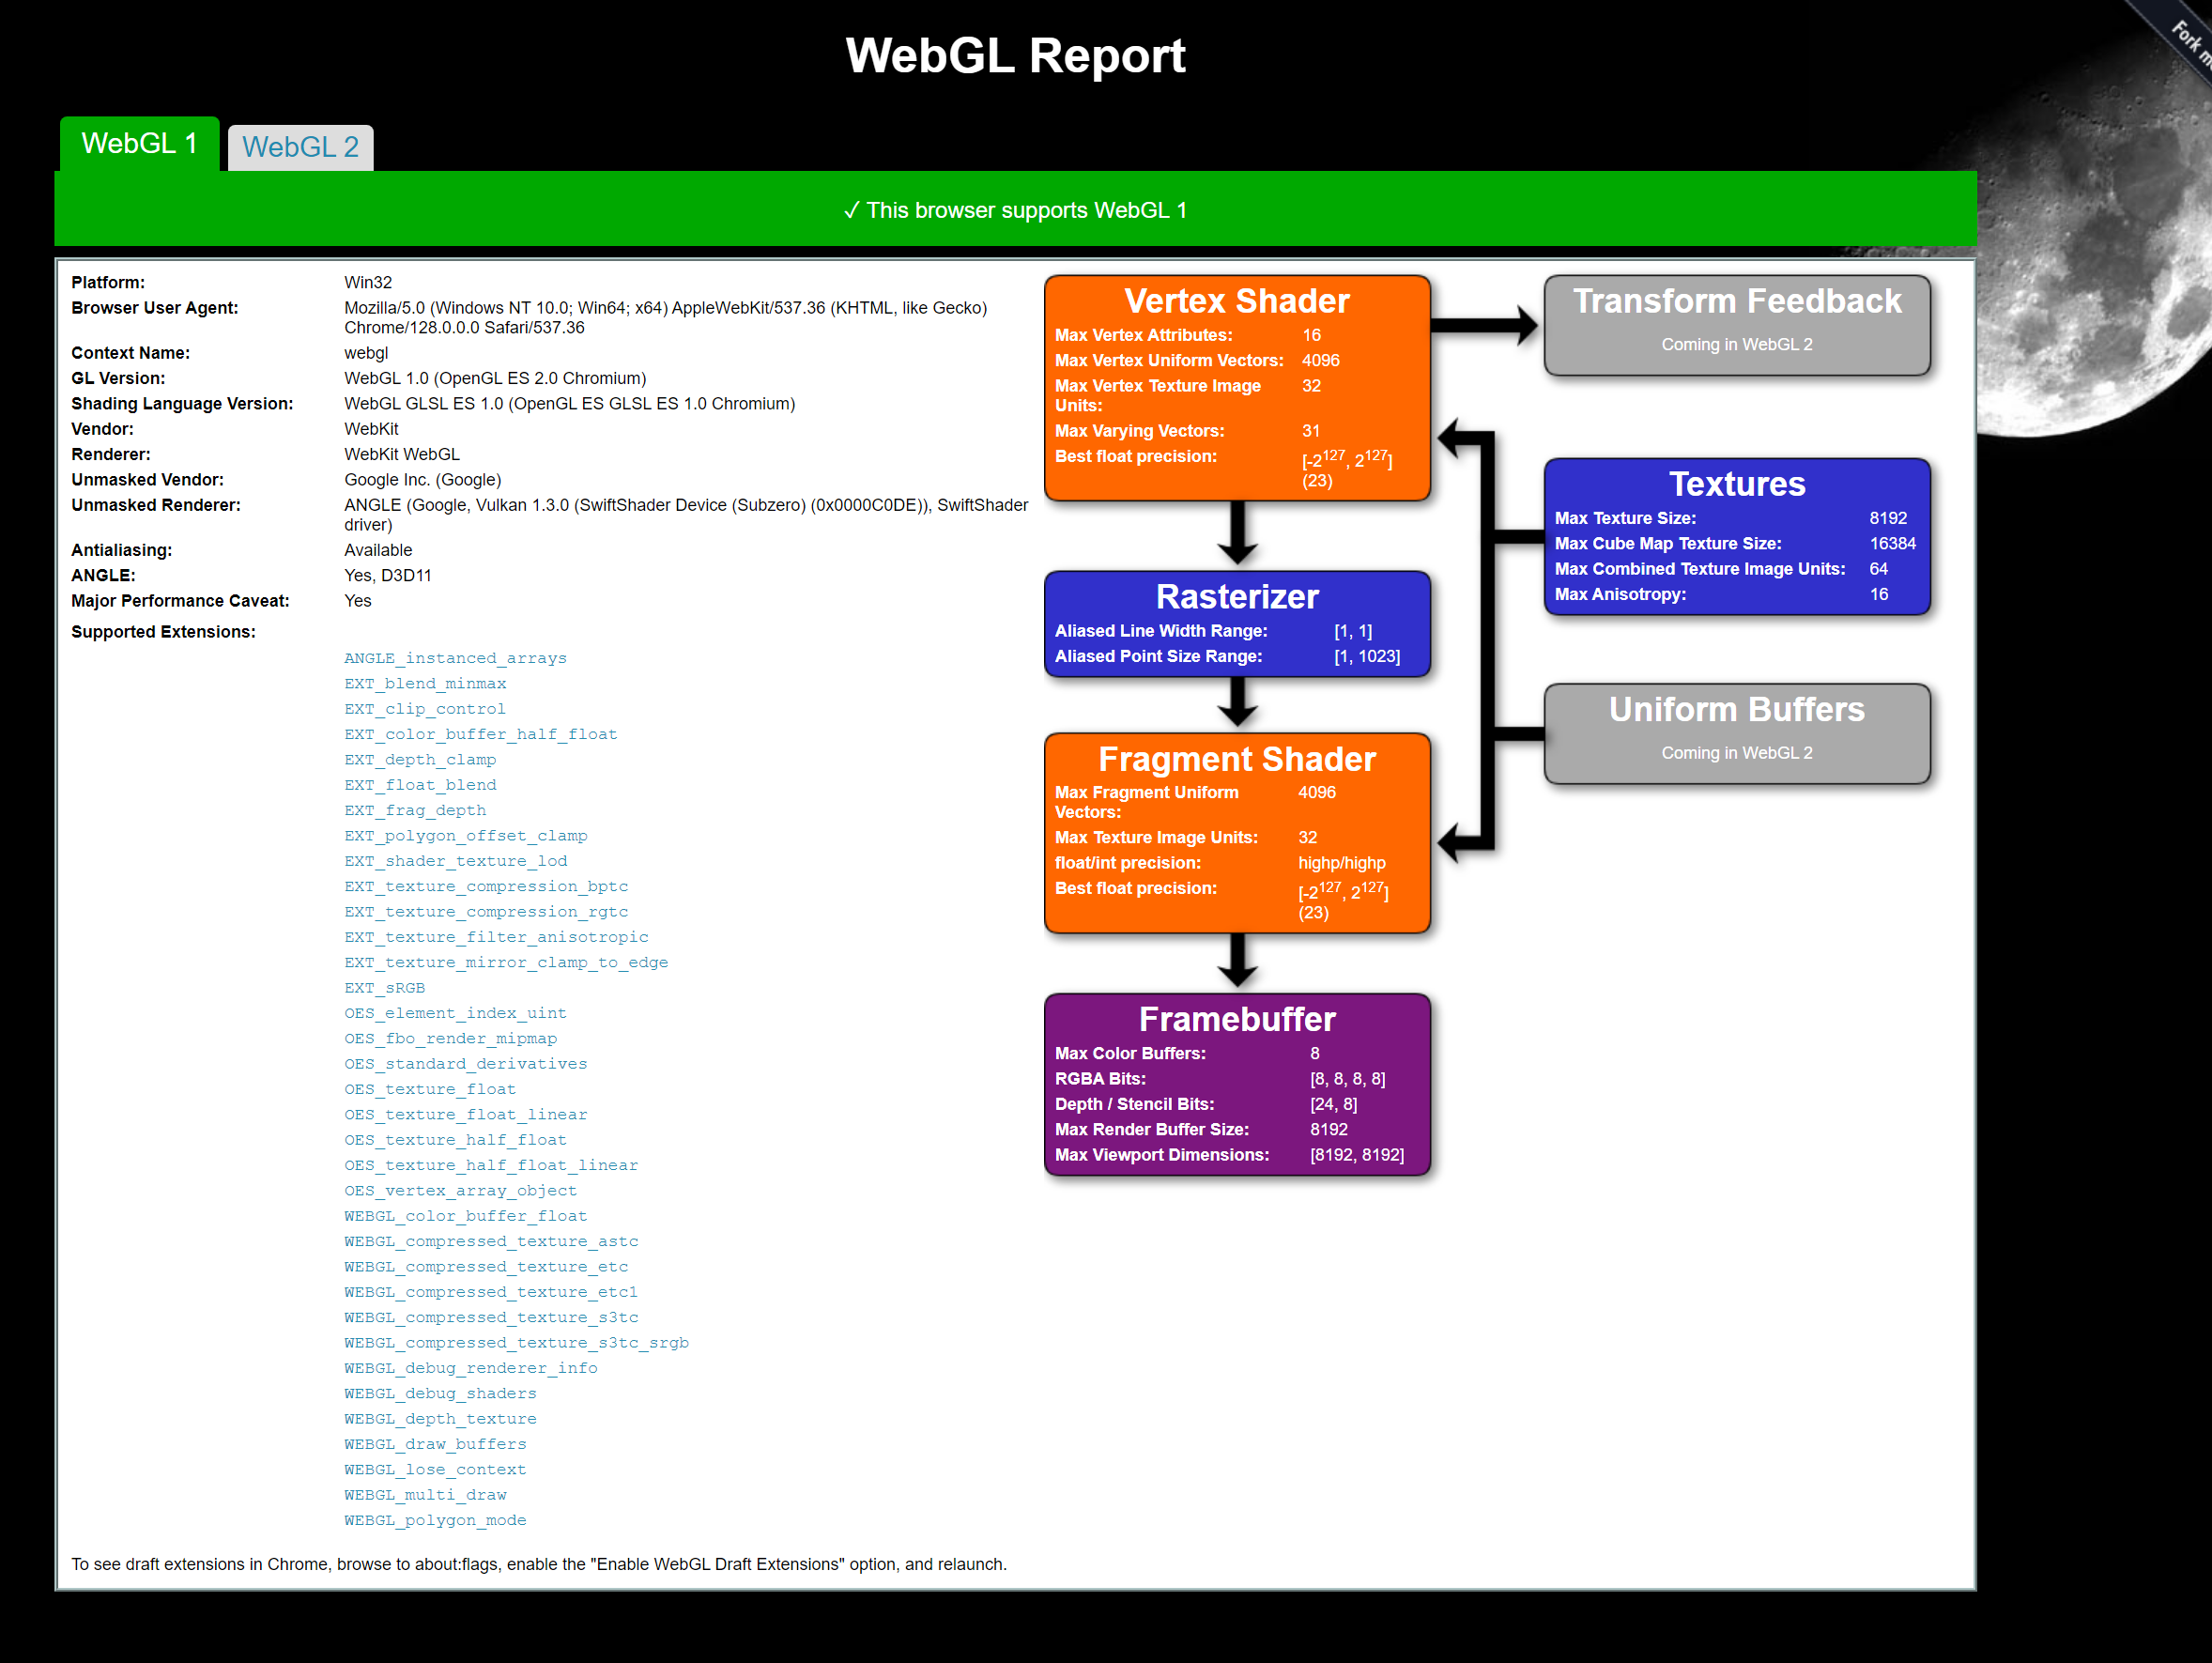 Fork m
WebGL Report
WebGL 1
WebGL 2
✓ This browser supports WebGL 1
Platform: Win32
Browser User Agent: Mozilla/5.0 (Windows NT 10.0; Win64; x64) AppleWebKit/537.36 (KHTML, like Gecko)
Chrome/128.0.0.0 Safari/537.36
Context Name: webgl
GL Version: WebGL 1.0 (OpenGL ES 2.0 Chromium)
Shading Language Version: WebGL GLSL ES 1.0 (OpenGL ES GLSL ES 1.0 Chromium)
Vendor: WebKit
Renderer: WebKit WebGL
Unmasked Vendor: Google Inc. (Google)
Unmasked Renderer: ANGLE (Google, Vulkan 1.3.0 (SwiftShader Device (Subzero) (0x0000C0DE)), SwiftShader
driver)
Antialiasing: Available
ANGLE: Yes, D3D11
Major Performance Caveat: Yes
Supported Extensions:
ANGLE_instanced_arrays
EXT_blend_minmax
EXT_clip_control
EXT_color_buffer_half_float
EXT_depth_clamp
EXT_float_blend
EXT_frag_depth
EXT_polygon_offset_clamp
EXT_shader_texture_lod
EXT_texture_compression_bptc
EXT_texture_compression_rgtc
EXT_texture_filter_anisotropic
EXT_texture_mirror_clamp_to_edge
EXT_sRGB
OES_element_index_uint
OES_fbo_render_mipmap
OES_standard_derivatives
OES_texture_float
OES_texture_float_linear
OES_texture_half_float
OES_texture_half_float_linear
OES_vertex_array_object
WEBGL_color_buffer_float
WEBGL_compressed_texture_astc
WEBGL_compressed_texture_etc
WEBGL_compressed_texture_etc1
WEBGL_compressed_texture_s3tc
WEBGL_compressed_texture_s3tc_srgb
WEBGL_debug_renderer_info
WEBGL_debug_shaders
WEBGL_depth_texture
WEBGL_draw_buffers
WEBGL_lose_context
WEBGL_multi_draw
WEBGL_polygon_mode
To see draft extensions in Chrome, browse to about:flags, enable the "Enable WebGL Draft Extensions" option, and relaunch.
Vertex Shader
Max Vertex Attributes: 16
Max Vertex Uniform Vectors: 4096
Max Vertex Texture Image 32
Units:
Max Varying Vectors: 31
Best float precision: [-2^127, 2^127]
(23)
Transform Feedback
Coming in WebGL 2
Textures
Max Texture Size: 8192
Max Cube Map Texture Size: 16384
Max Combined Texture Image Units: 64
Max Anisotropy: 16
Rasterizer
Aliased Line Width Range: [1, 1]
Aliased Point Size Range: [1, 1023]
Uniform Buffers
Coming in WebGL 2
Fragment Shader
Max Fragment Uniform 4096
Vectors:
Max Texture Image Units: 32
float/int precision: highp/highp
Best float precision: [-2^127, 2^127]
(23)
Framebuffer
Max Color Buffers: 8
RGBA Bits: [8, 8, 8, 8]
Depth / Stencil Bits: [24, 8]
Max Render Buffer Size: 8192
Max Viewport Dimensions: [8192, 8192]